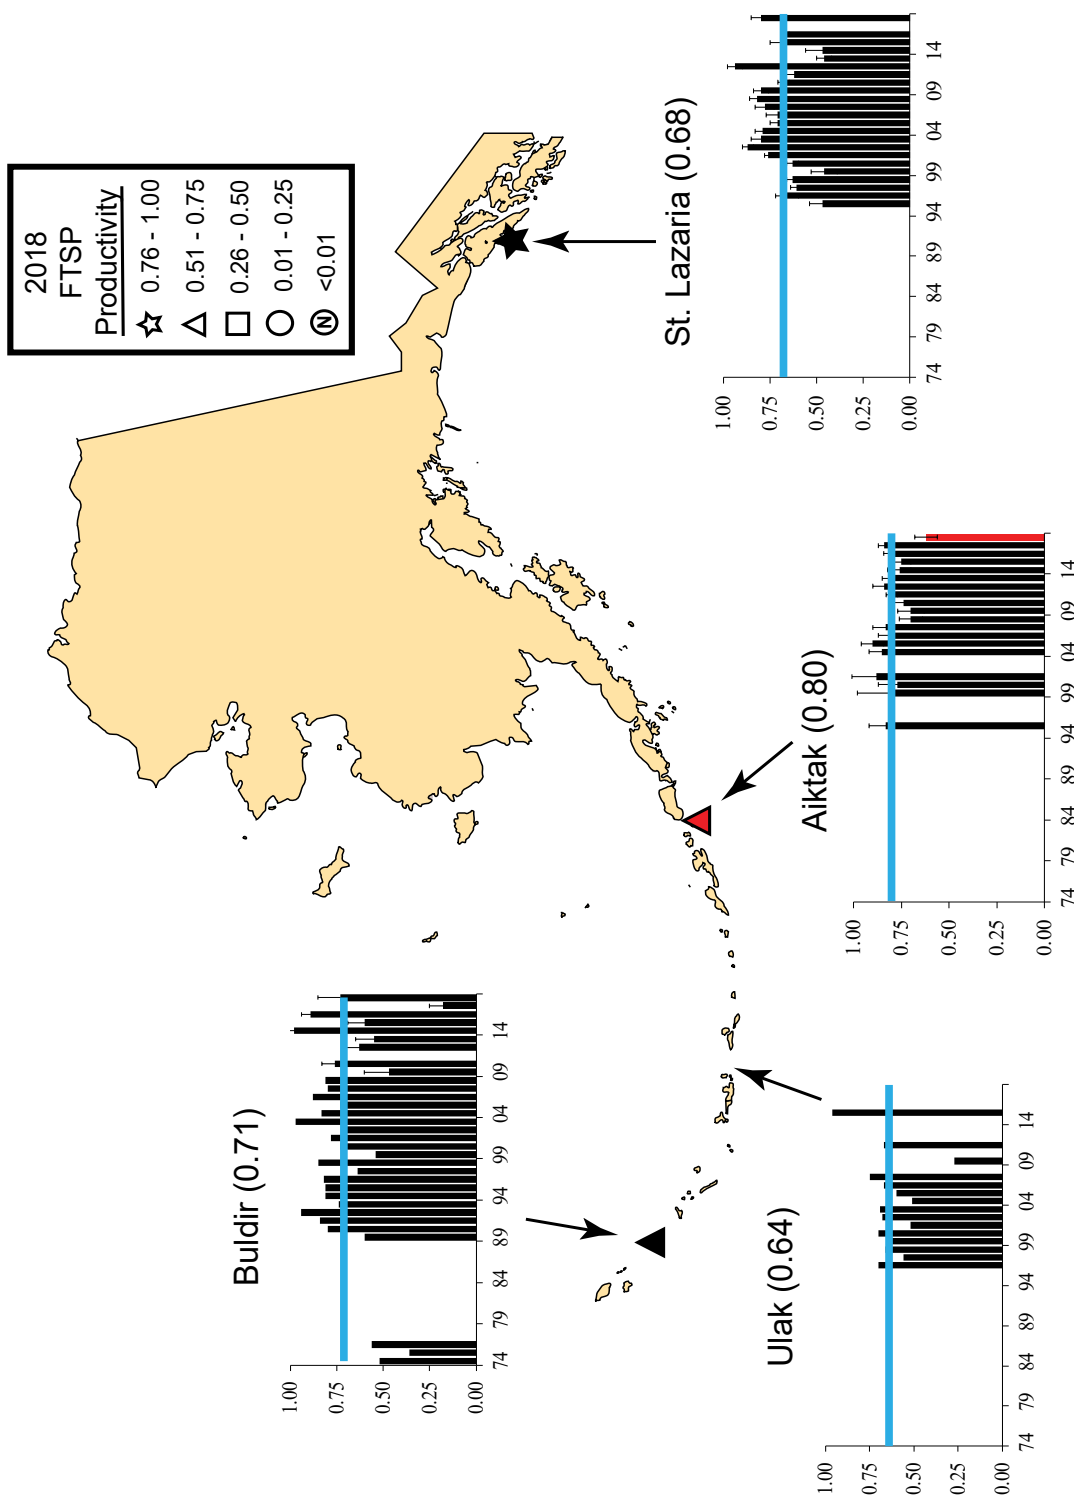 2018
FTSP
Productivity
0.76 - 1.00
0.51 - 0.75
0.26 - 0.50
0.01 - 0.25
N <0.01
Buldir (0.71)
1.00
0.75
0.50
0.25
0.00
74 79 84 89 94 99 04 09 14
Ulak (0.64)
1.00
0.75
0.50
0.25
0.00
74 79 84 89 94 99 04 09 14
Aiktak (0.80)
1.00
0.75
0.50
0.25
0.00
74 79 84 89 94 99 04 09 14
St. Lazaria (0.68)
1.00
0.75
0.50
0.25
0.00
74 79 84 89 94 99 04 09 14